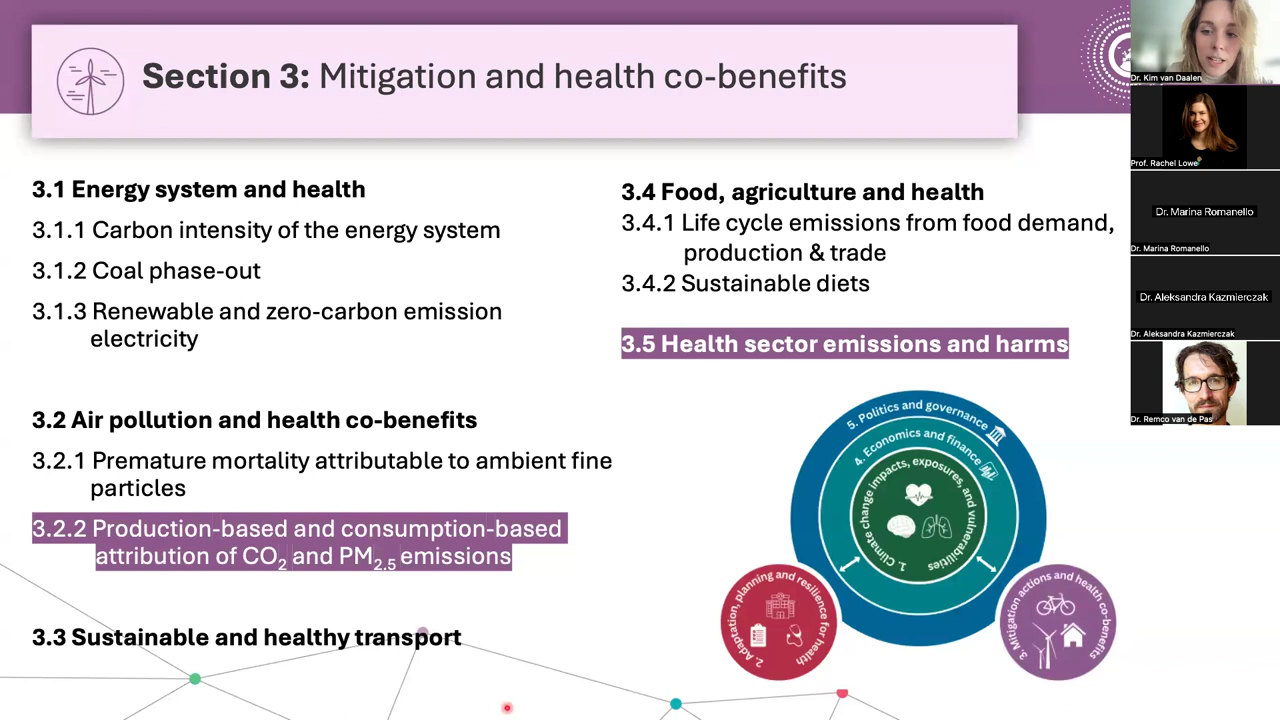 Section 3: Mitigation and health co-benefits
3.1 Energy system and health
3.1.1 Carbon intensity of the energy system
3.1.2 Coal phase-out
3.1.3 Renewable and zero-carbon emission
electricity
3.2 Air pollution and health co-benefits
3.2.1 Premature mortality attributable to ambient fine
particles
3.2.2 Production-based and consumption-based
attribution of CO2 and PM2.5 emissions
3.3 Sustainable and healthy transport
3.4 Food, agriculture and health
3.4.1 Life cycle emissions from food demand,
production & trade
3.4.2 Sustainable diets
3.5 Health sector emissions and harms
5. Politics and governance
4. Economics and finance
1. Climate change impacts, exposures, and vulnerabilities
2. Adaptation, planning and resilience for health
3. Mitigation actions and health co-benefits
Dr. Kim van Daalen
Prof. Rachel Lowe
Dr. Marina Romanello
Dr. Marina Romanello
Dr. Aleksandra Kazmierczak
Dr. Aleksandra Kazmierczak
Dr. Remco van de Pas